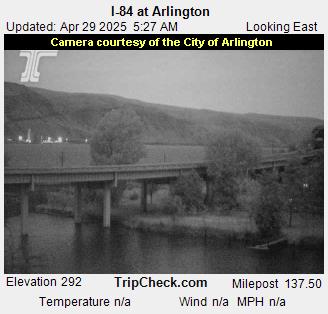 I-84 at Arlington
Updated: Apr 29 2025 5:27 AM Looking East
Camera courtesy of the City of Arlington
Elevation 292 TripCheck.com Milepost 137.50
Temperature n/a Wind n/a MPH n/a